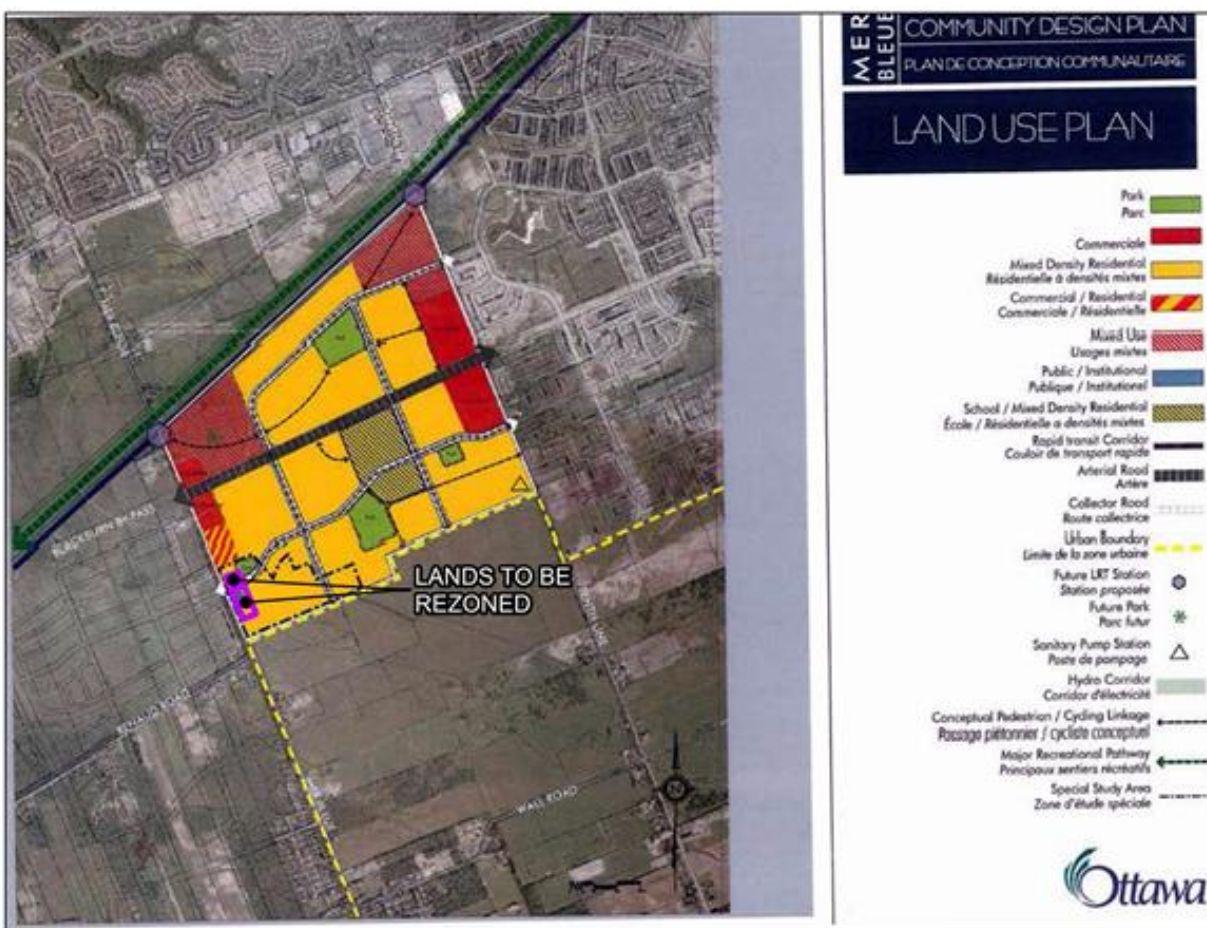 MER
BLEUE
COMMUNITY DESIGN PLAN
PLAN DE CONCEPTION COMMUNAUTAIRE
LAND USE PLAN
Park
Parc
Commerciale
Mixed Density Residential
Résidentielle à densités mixtes
Commercial / Residential
Commerciale / Résidentielle
Mixed Use
Usages mixtes
Public / Institutional
Publique / Institutionel
School / Mixed Density Residential
École / Résidentielle a densités mixtes
Rapid transit Corridor
Couloir de transport rapide
Arterial Road
Artère
Collector Road
Route collectrice
Urban Boundary
Limite de la zone urbaine
Future LRT Station
Station proposée
Future Park
Parc futur
Sanitary Pump Station
Poste de pompage
Hydro Corridor
Corridor d'électricité
Conceptual Pedestrian / Cycling Linkage
Passage piétonnier / cycliste conceptuel
Major Recreational Pathway
Principaux sentiers récréatifs
Special Study Area
Zone d'étude spéciale
Ottawa
BLACKBURN BYPASS
LANDS TO BE
REZONED
WALL ROAD
N